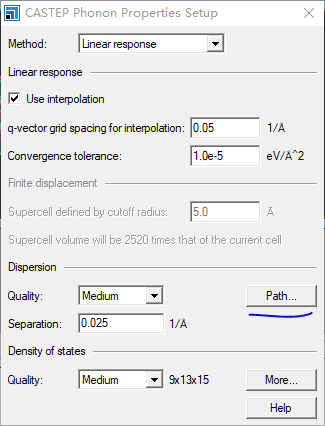 CASTEP Phonon Properties Setup
Method: Linear response
Linear response
Use interpolation
q-vector grid spacing for interpolation: 0.05 1/Å
Convergence tolerance: 1.0e-5 eV/Å^2
Finite displacement
Supercell defined by cutoff radius: 5.0 Å
Supercell volume will be 2520 times that of the current cell
Dispersion
Quality: Medium Path...
Separation: 0.025 1/Å
Density of states
Quality: Medium 9x13x15 More...
Help